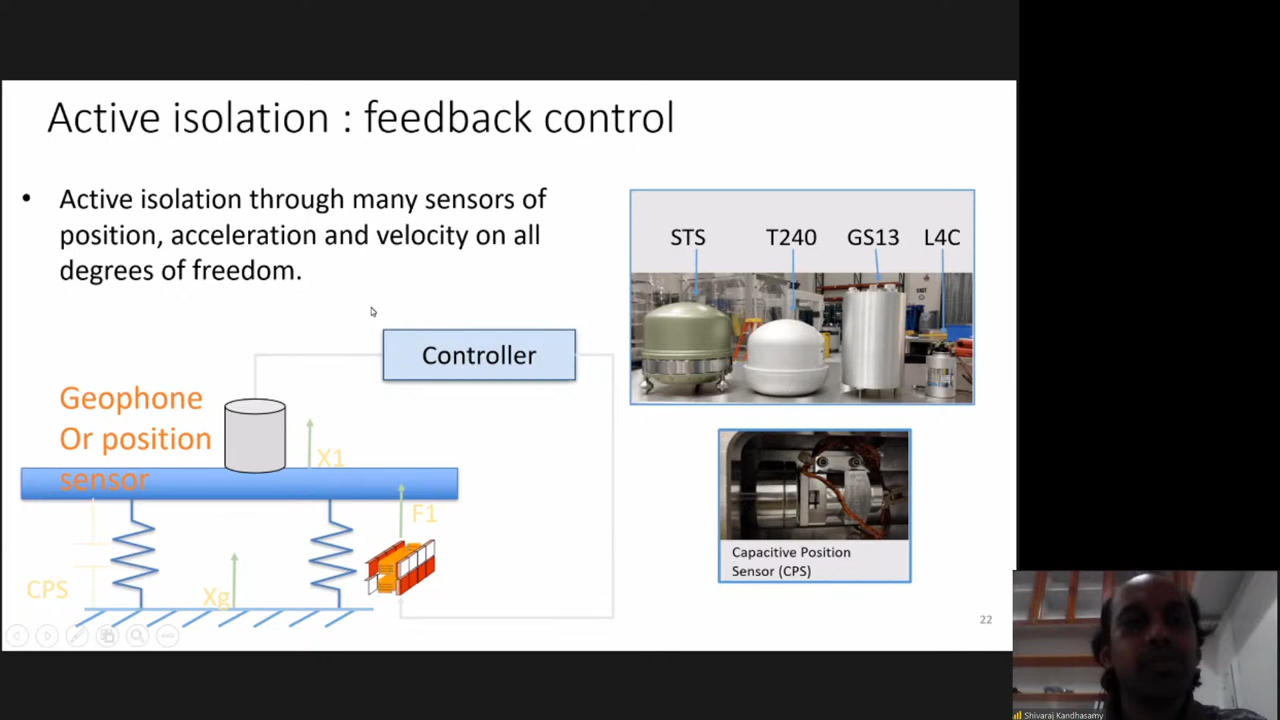 Active isolation : feedback control
• Active isolation through many sensors of
position, acceleration and velocity on all
degrees of freedom.
STS T240 GS13 L4C
Controller
Geophone
Or position
sensor
X1
F1
CPS
Xg
Capacitive Position
Sensor (CPS)
22
Shivaraj Kandhasamy